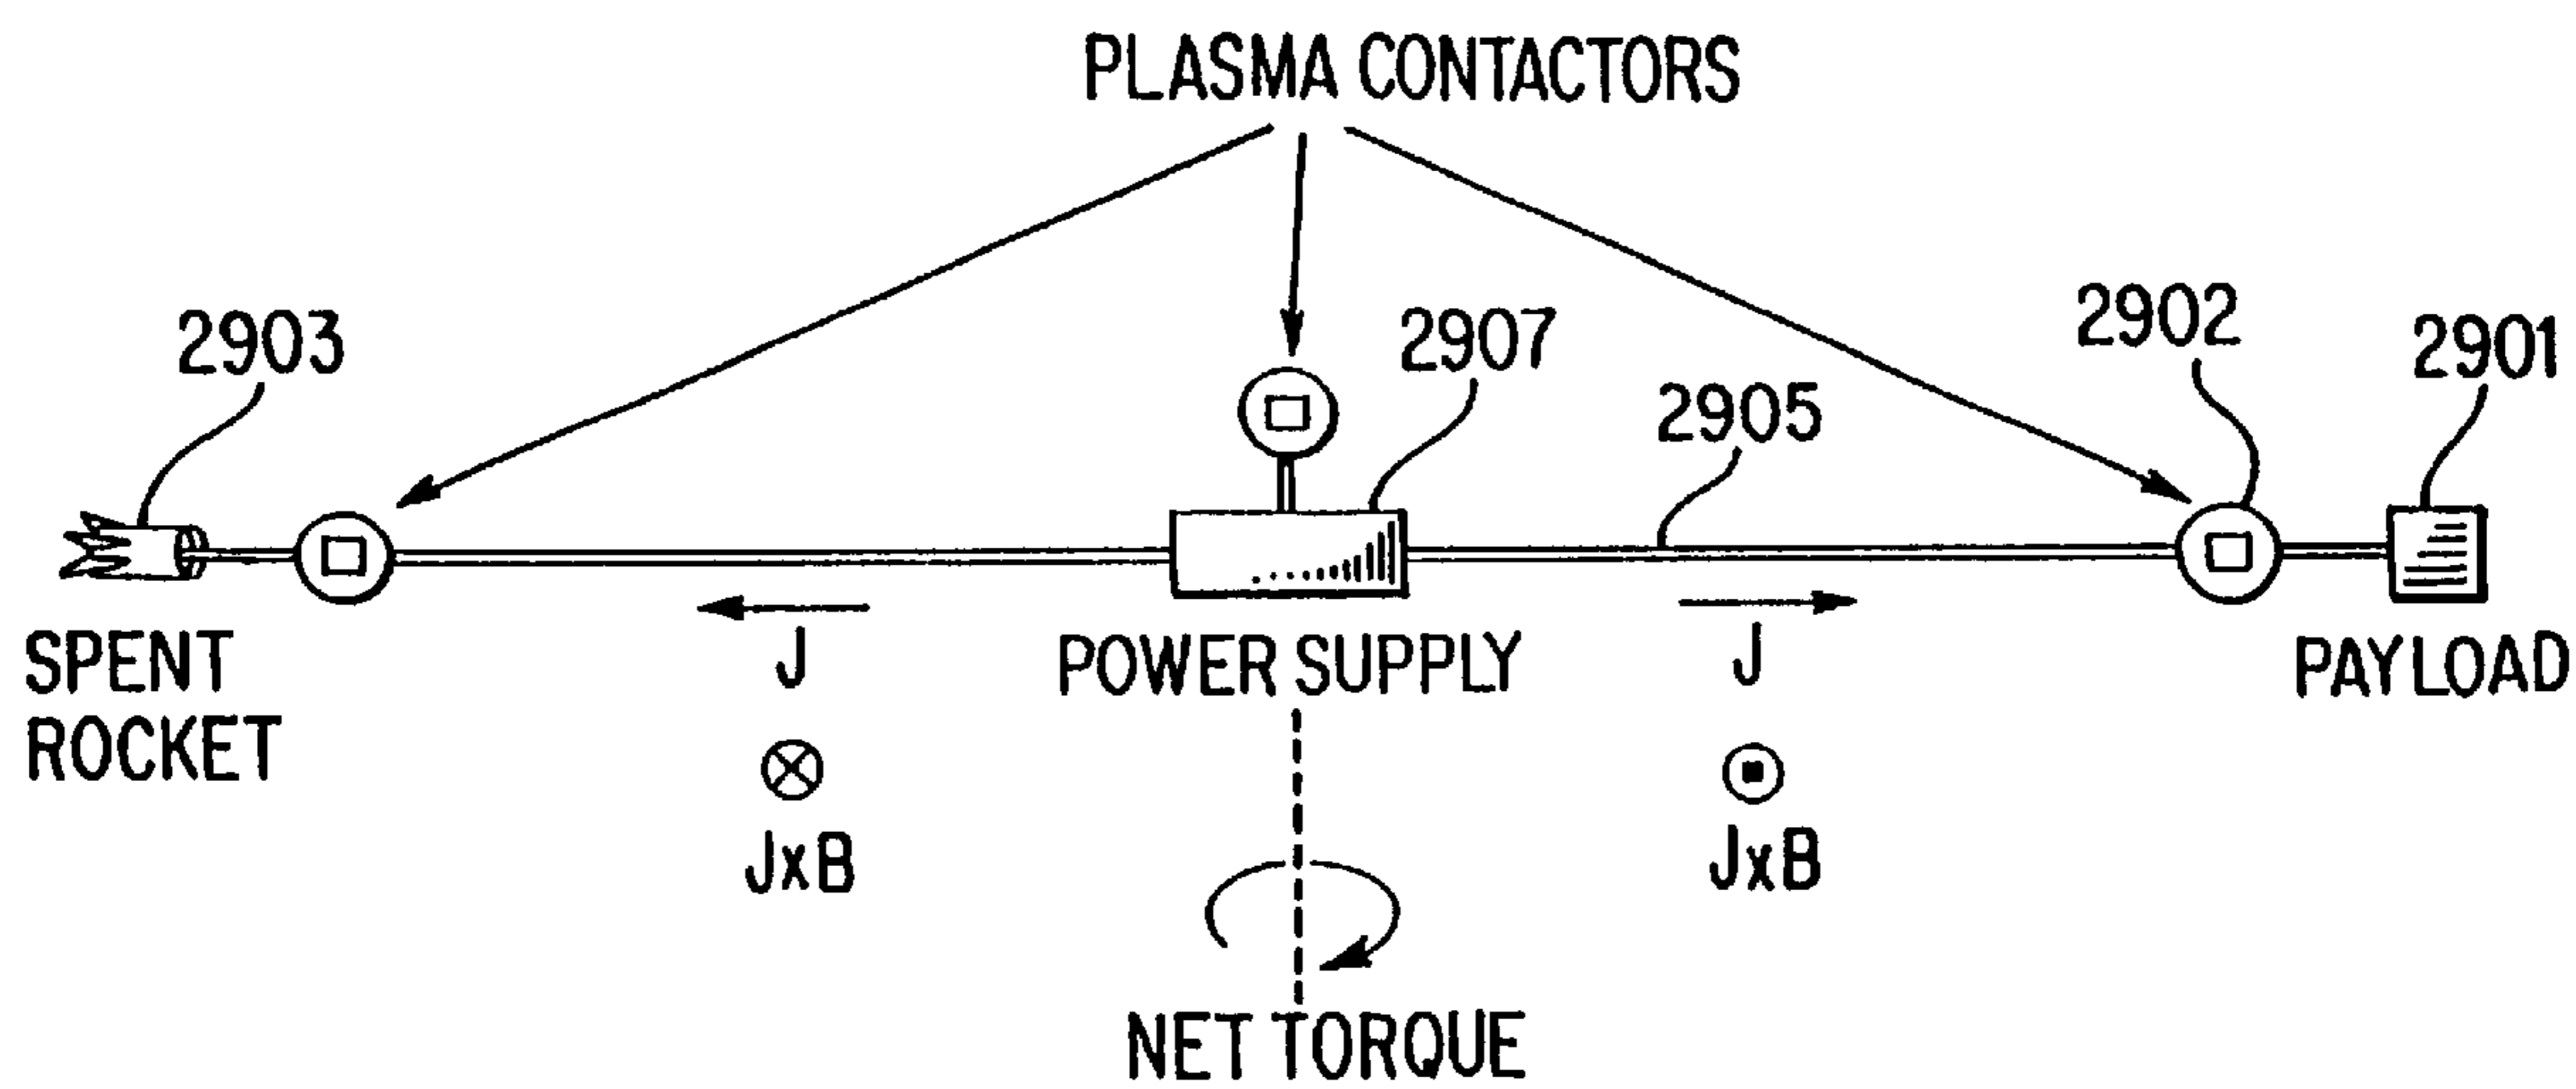 PLASMA CONTACTORS
2903
2907
2905
2902
2901
SPENT
ROCKET
J
POWER SUPPLY
J
PAYLOAD
JxB
JxB
NET TORQUE